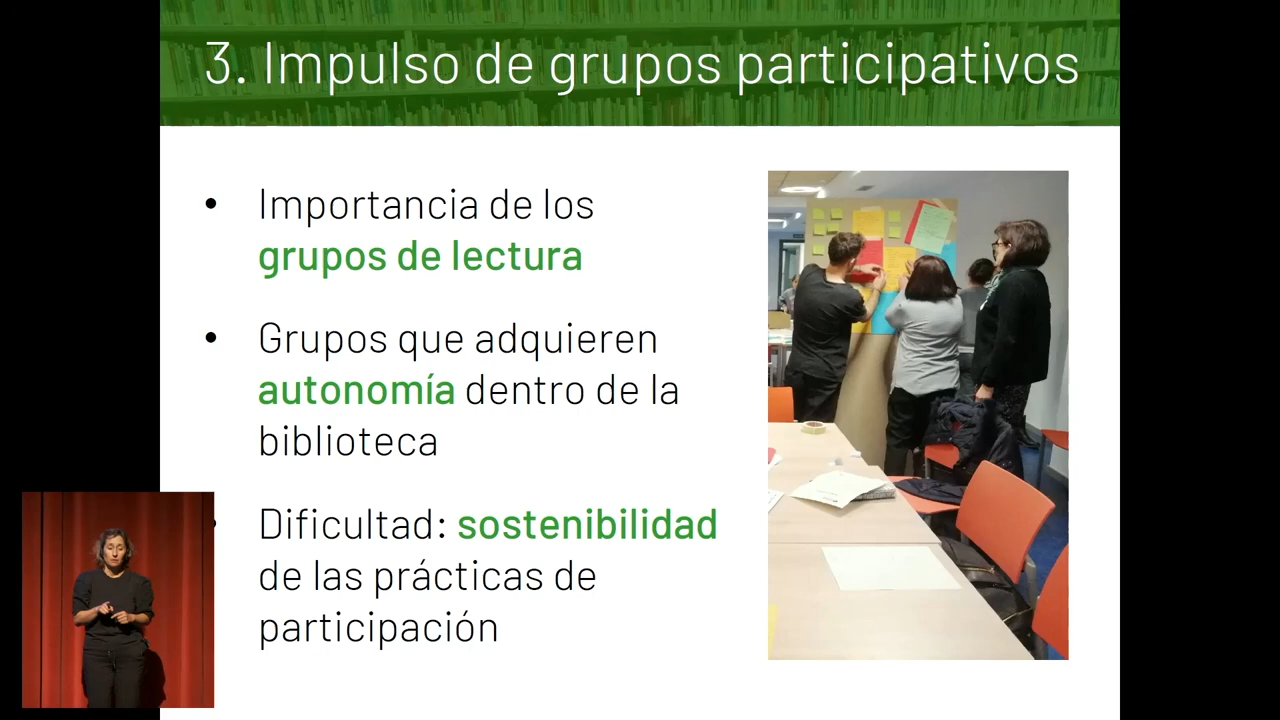 3. Impulso de grupos participativos
• Importancia de los
grupos de lectura
• Grupos que adquieren
autonomía dentro de la
biblioteca
• Dificultad: sostenibilidad
de las prácticas de
participación